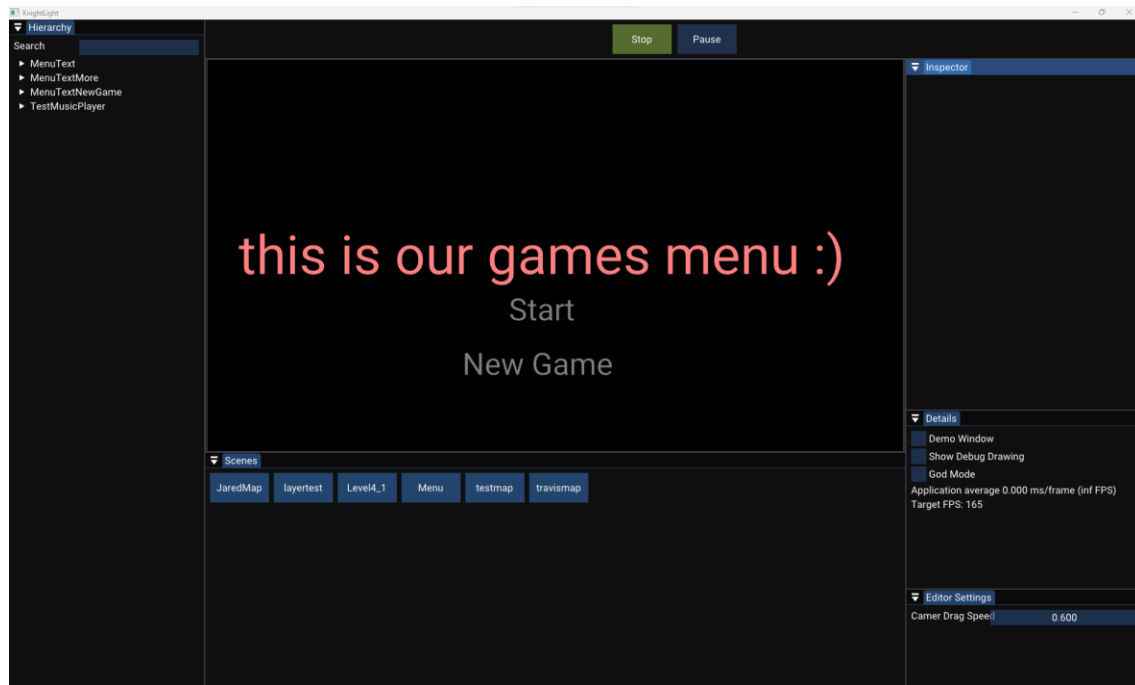 KnightLight
Hierarchy
Search
MenuText
MenuTextMore
MenuTextNewGame
TestMusicPlayer
Stop Pause
this is our games menu :)
Start
New Game
Scenes
JaredMap layertest Level4_1 Menu testmap travismap
Inspector
Details
Demo Window
Show Debug Drawing
God Mode
Application average 0.000 ms/frame (inf FPS)
Target FPS: 165
Editor Settings
Camer Drag Speed 0.600